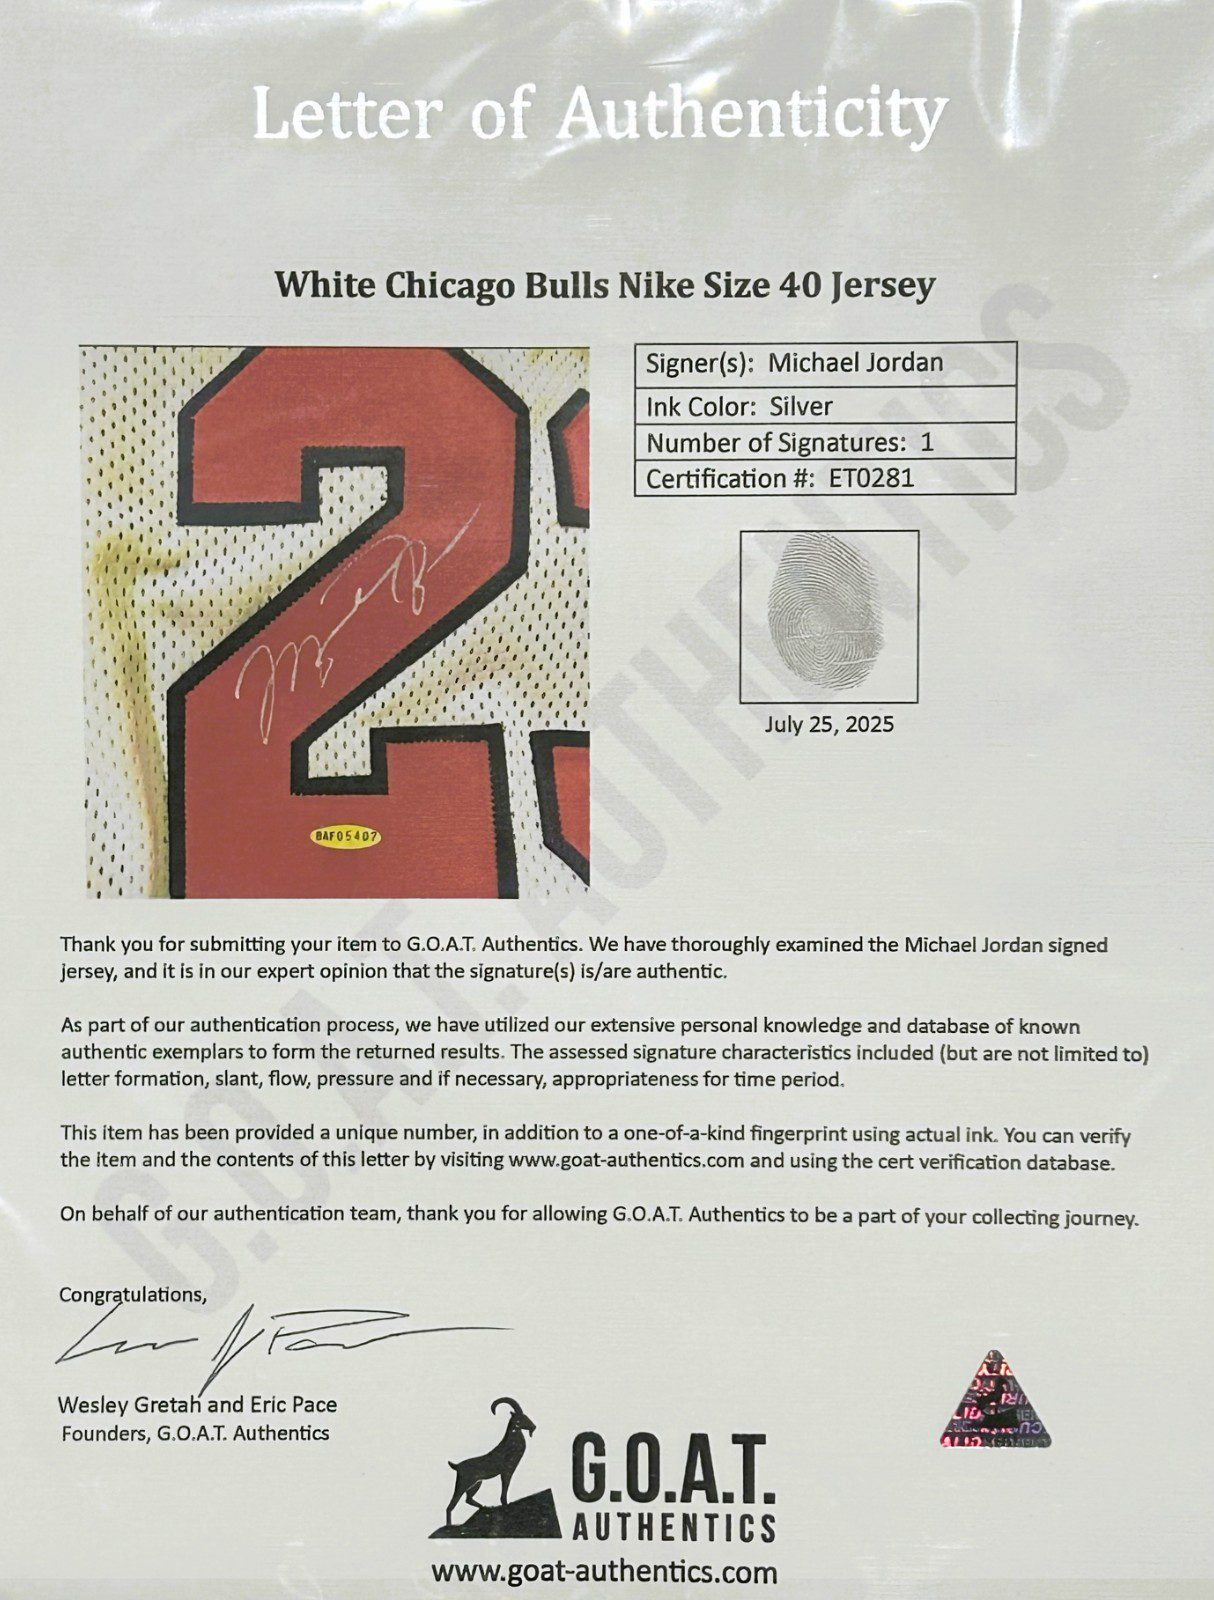 Letter of Authenticity
White Chicago Bulls Nike Size 40 Jersey
Signer(s): Michael Jordan
Ink Color: Silver
Number of Signatures: 1
Certification #: ET0281
July 25, 2025
BAF05407
Thank you for submitting your item to G.O.A.T. Authentics. We have thoroughly examined the Michael Jordan signed
jersey, and it is in our expert opinion that the signature(s) is/are authentic.
As part of our authentication process, we have utilized our extensive personal knowledge and database of known
authentic exemplars to form the returned results. The assessed signature characteristics included (but are not limited to)
letter formation, slant, flow, pressure and if necessary, appropriateness for time period.
This item has been provided a unique number, in addition to a one-of-a-kind fingerprint using actual ink. You can verify
the item and the contents of this letter by visiting www.goat-authentics.com and using the cert verification database.
On behalf of our authentication team, thank you for allowing G.O.A.T. Authentics to be a part of your collecting journey.
Congratulations,
Wesley Gretah and Eric Pace
Founders, G.O.A.T. Authentics
G.O.A.T.
AUTHENTICS
www.goat-authentics.com
G.O.A.T. AUTHENTICS
2